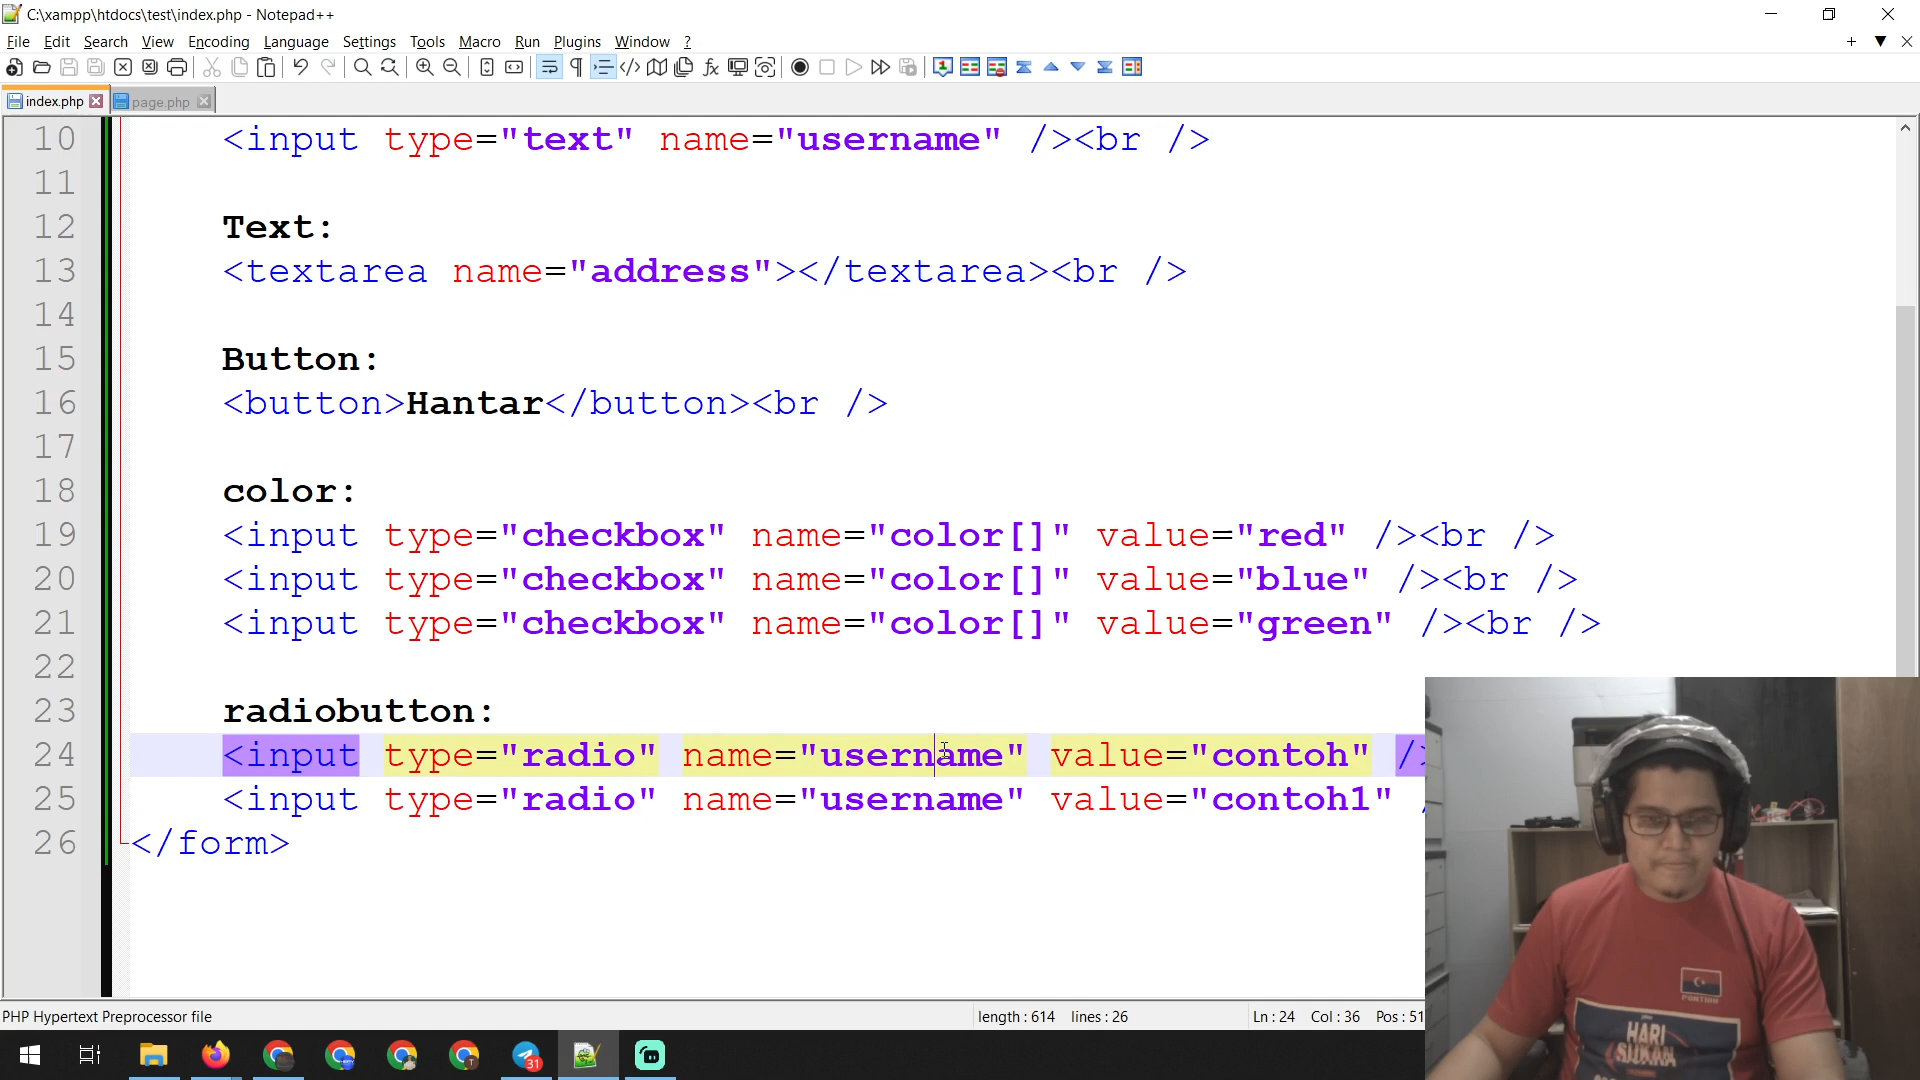 C:\xampp\htdocs\test\index.php - Notepad++
File Edit Search View Encoding Language Settings Tools Macro Run Plugins Window ?
index.php page.php
10 <input type="text" name="username" /><br />
11
12 Text:
13 <textarea name="address"></textarea><br />
14
15 Button:
16 <button>Hantar</button><br />
17
18 color:
19 <input type="checkbox" name="color[]" value="red" /><br />
20 <input type="checkbox" name="color[]" value="blue" /><br />
21 <input type="checkbox" name="color[]" value="green" /><br />
22
23 radiobutton:
24 <input type="radio" name="username" value="contoh" />
25 <input type="radio" name="username" value="contoh1" /
26 </form>
PHP Hypertext Preprocessor file length : 614 lines : 26 Ln : 24 Col : 36 Pos : 51
31
HARI
SUKAN